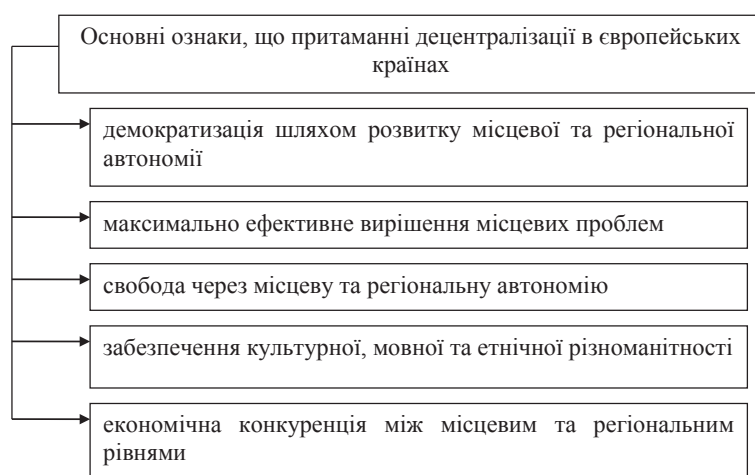 Основні ознаки, що притаманні децентралізації в європейських
країнах
демократизація шляхом розвитку місцевої та регіональної
автономії
максимально ефективне вирішення місцевих проблем
свобода через місцеву та регіональну автономію
забезпечення культурної, мовної та етнічної різноманітності
економічна конкуренція між місцевим та регіональним
рівнями